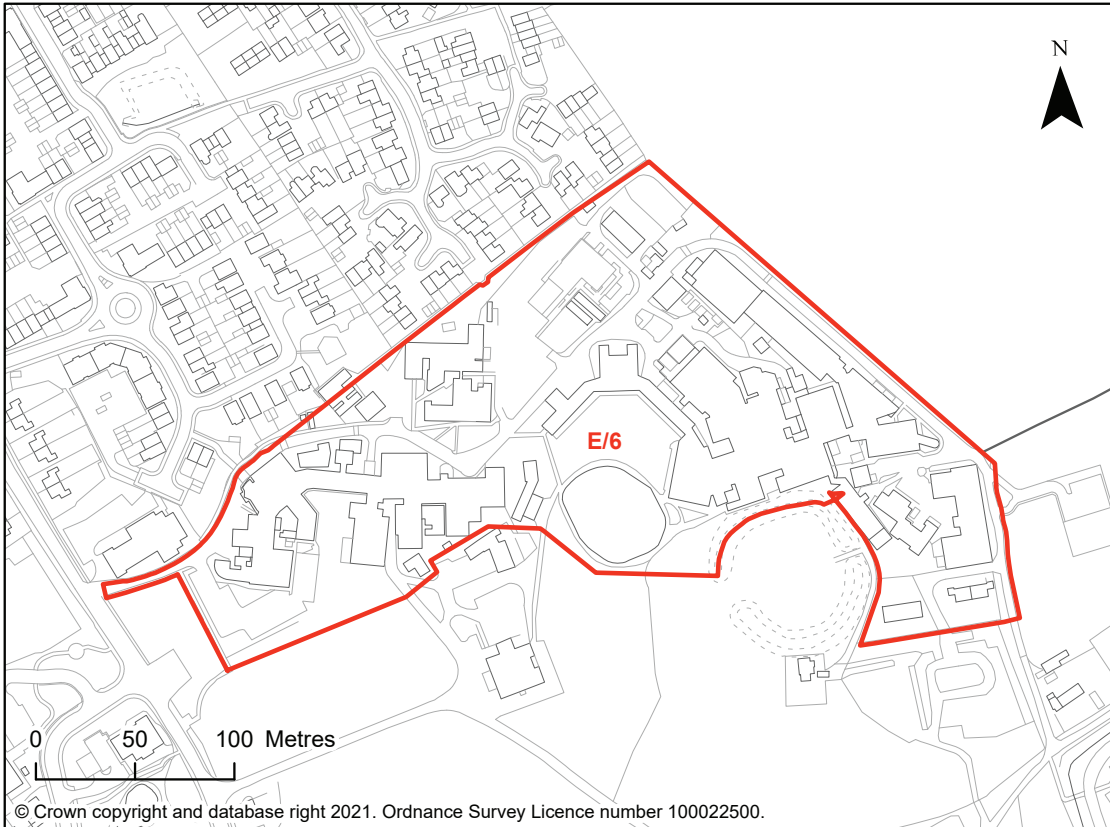 N
E/6
0 50 100 Metres
© Crown copyright and database right 2021. Ordnance Survey Licence number 100022500.